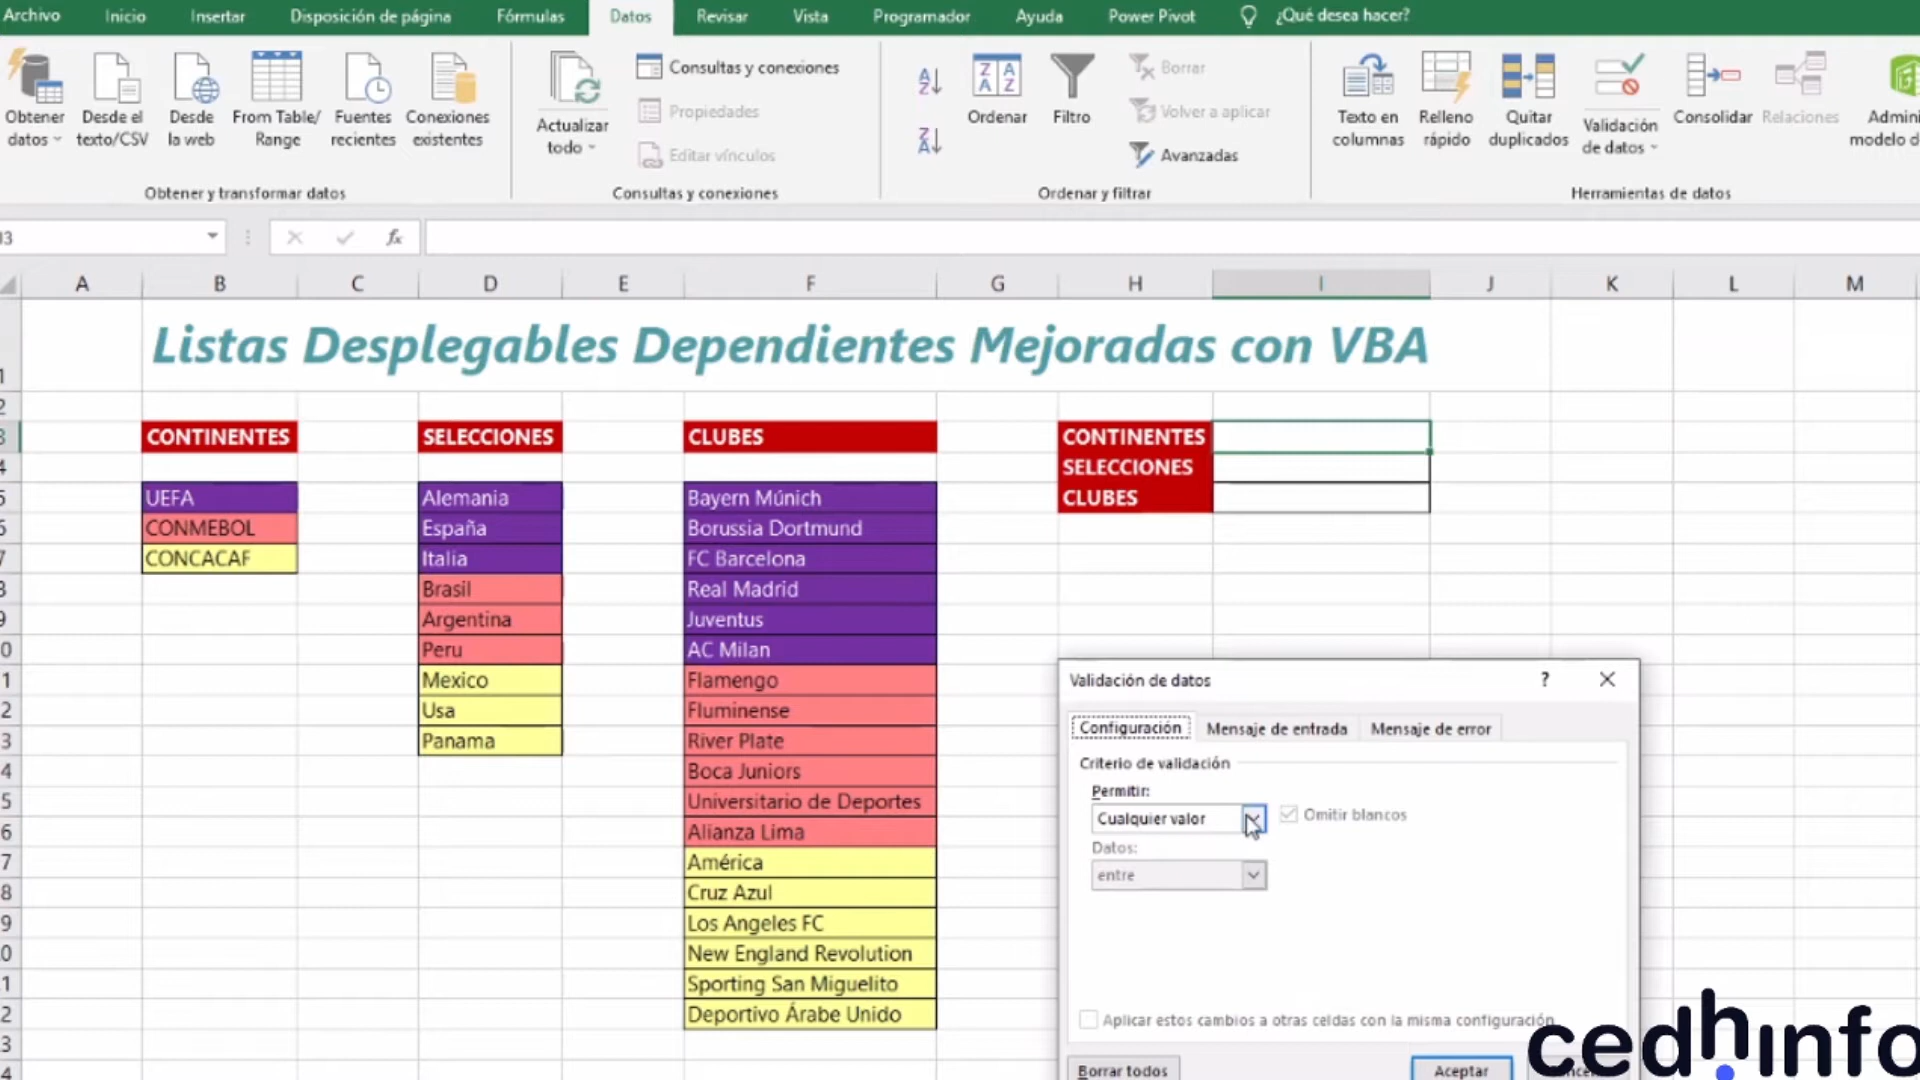 Archivo Inicio Insertar Disposición de página Fórmulas Datos Revisar Vista Programador Ayuda Power Pivot ¿Qué desea hacer?
Obtener datos
Desde el texto/CSV
Desde la web
From Table/ Range
Fuentes recientes
Conexiones existentes
Obtener y transformar datos
Actualizar todo
Consultas y conexiones
Propiedades
Editar vínculos
Consultas y conexiones
Ordenar
Filtro
Borrar
Volver a aplicar
Avanzadas
Ordenar y filtrar
Texto en columnas
Relleno rápido
Quitar duplicados
Validación de datos
Consolidar
Relaciones
Herramientas de datos
fx
A B C D E F G H I J K L M
Listas Desplegables Dependientes Mejoradas con VBA
CONTINENTES SELECCIONES CLUBES CONTINENTES
SELECCIONES
UEFA Alemania Bayern Múnich CLUBES
CONMEBOL España Borussia Dortmund
CONCACAF Italia FC Barcelona
Brasil Real Madrid
Argentina Juventus
Peru AC Milan
Mexico Flamengo
Usa Fluminense
Panama River Plate
Boca Juniors
Universitario de Deportes
Alianza Lima
América
Cruz Azul
Los Angeles FC
New England Revolution
Sporting San Miguelito
Deportivo Árabe Unido
Validación de datos ?
Configuración Mensaje de entrada Mensaje de error
Criterio de validación
Permitir:
Cualquier valor Omitir blancos
Datos:
entre
Aplicar estos cambios a otras celdas con la misma configuración
Borrar todos Aceptar
cedhinfo